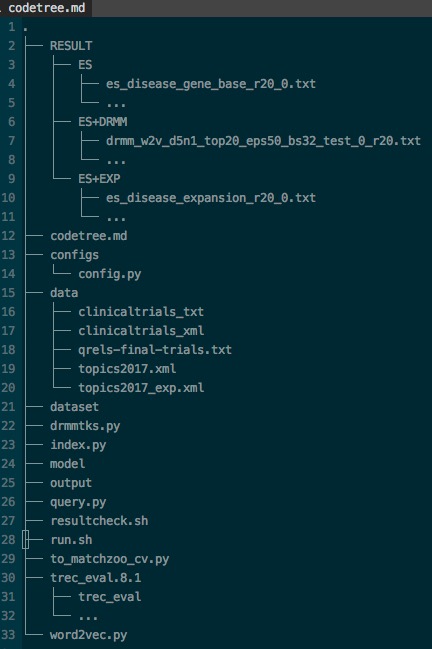 codetree.md
1 .
2 ├── RESULT
3 │   ├── ES
4 │   │   ├── es_disease_gene_base_r20_0.txt
5 │   │   └── ...
6 │   ├── ES+DRMM
7 │   │   ├── drmm_w2v_d5n1_top20_eps50_bs32_test_0_r20.txt
8 │   │   └── ...
9 │   └── ES+EXP
10 │       ├── es_disease_expansion_r20_0.txt
11 │       └── ...
12 ├── codetree.md
13 ├── configs
14 │   └── config.py
15 ├── data
16 │   ├── clinicaltrials_txt
17 │   ├── clinicaltrials_xml
18 │   ├── qrels-final-trials.txt
19 │   ├── topics2017.xml
20 │   └── topics2017_exp.xml
21 ├── dataset
22 ├── drmmtks.py
23 ├── index.py
24 ├── model
25 ├── output
26 ├── query.py
27 ├── resultcheck.sh
28 ├── run.sh
29 ├── to_matchzoo_cv.py
30 ├── trec_eval.8.1
31 │   ├── trec_eval
32 │   └── ...
33 └── word2vec.py